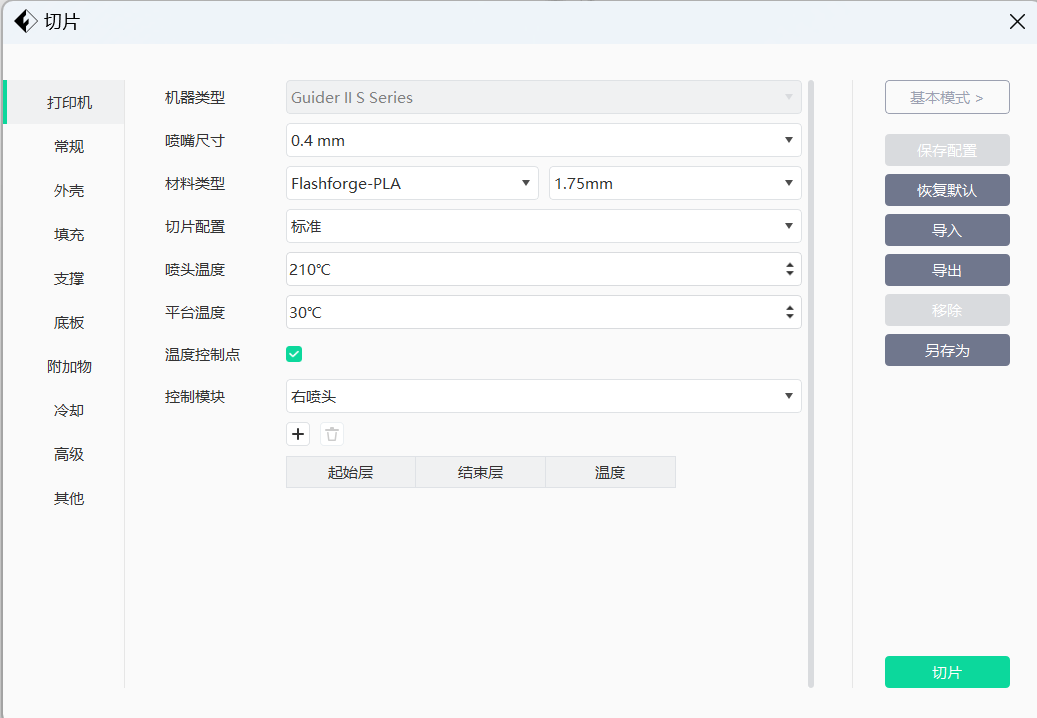 切片
打印机
常规
外壳
填充
支撑
底板
附加物
冷却
高级
其他
机器类型 Guider II S Series
喷嘴尺寸 0.4 mm
材料类型 Flashforge-PLA 1.75mm
切片配置 标准
喷头温度 210℃
平台温度 30℃
温度控制点
控制模块 右喷头
起始层 结束层 温度
基本模式 >
保存配置
恢复默认
导入
导出
移除
另存为
切片